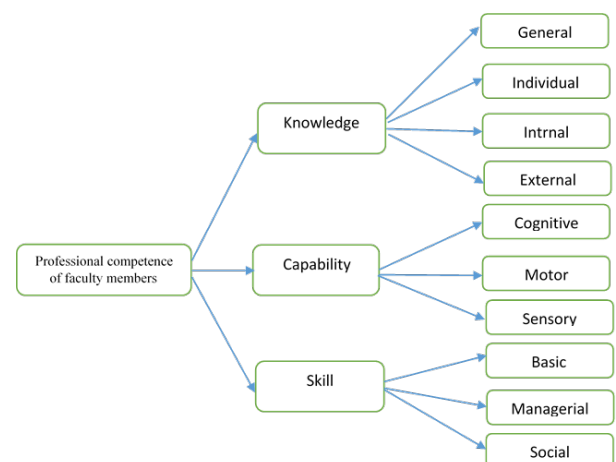 General
Individual
Knowledge
Intrnal
External
Cognitive
Professional competence
of faculty members
Capability
Motor
Sensory
Basic
Skill
Managerial
Social